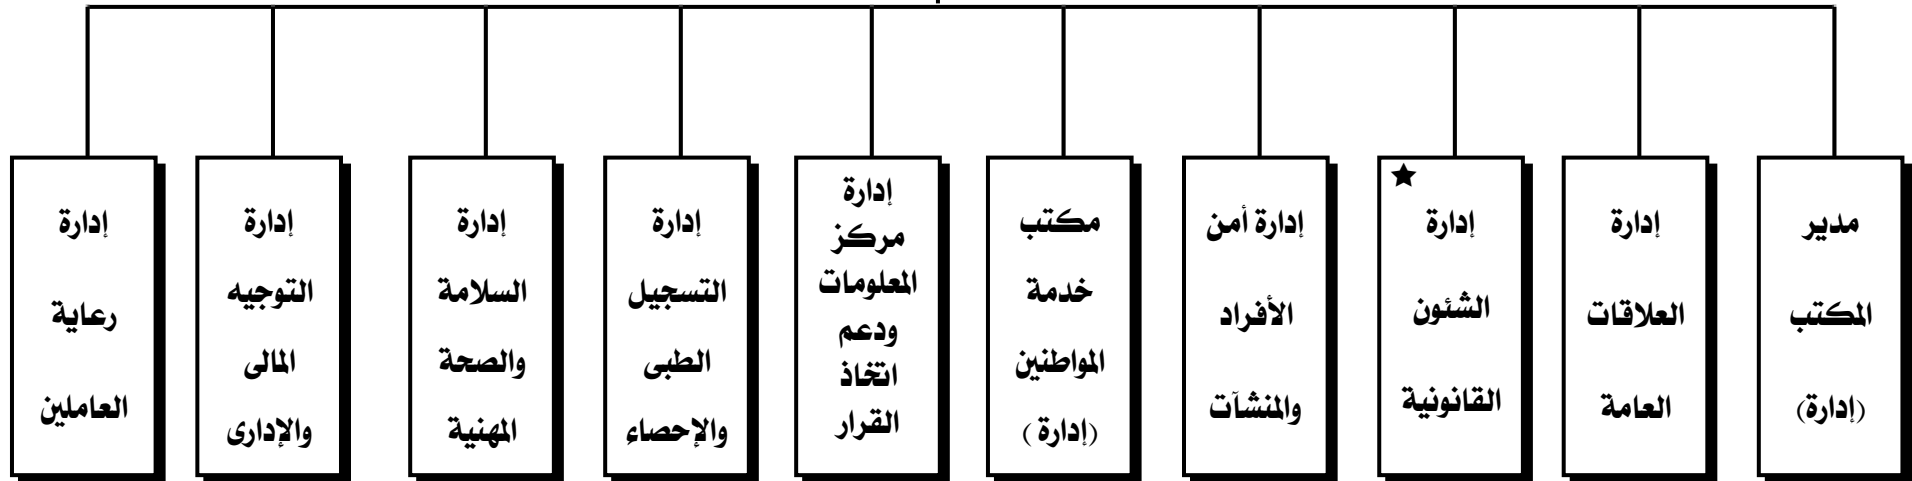 مدير
المكتب
(إدارة)
إدارة
العلاقات
العامة
إدارة
الشئون
القانونية
إدارة أمن
الأفراد
والمنشآت
مكتب
خدمة
المواطنين
(إدارة )
إدارة
مركز
المعلومات
ودعم
اتخاذ
القرار
إدارة
التسجيل
الطبى
والإحصاء
إدارة
السلامة
والصحة
المهنية
إدارة
التوجيه
المالى
والإدارى
إدارة
رعاية
العاملين